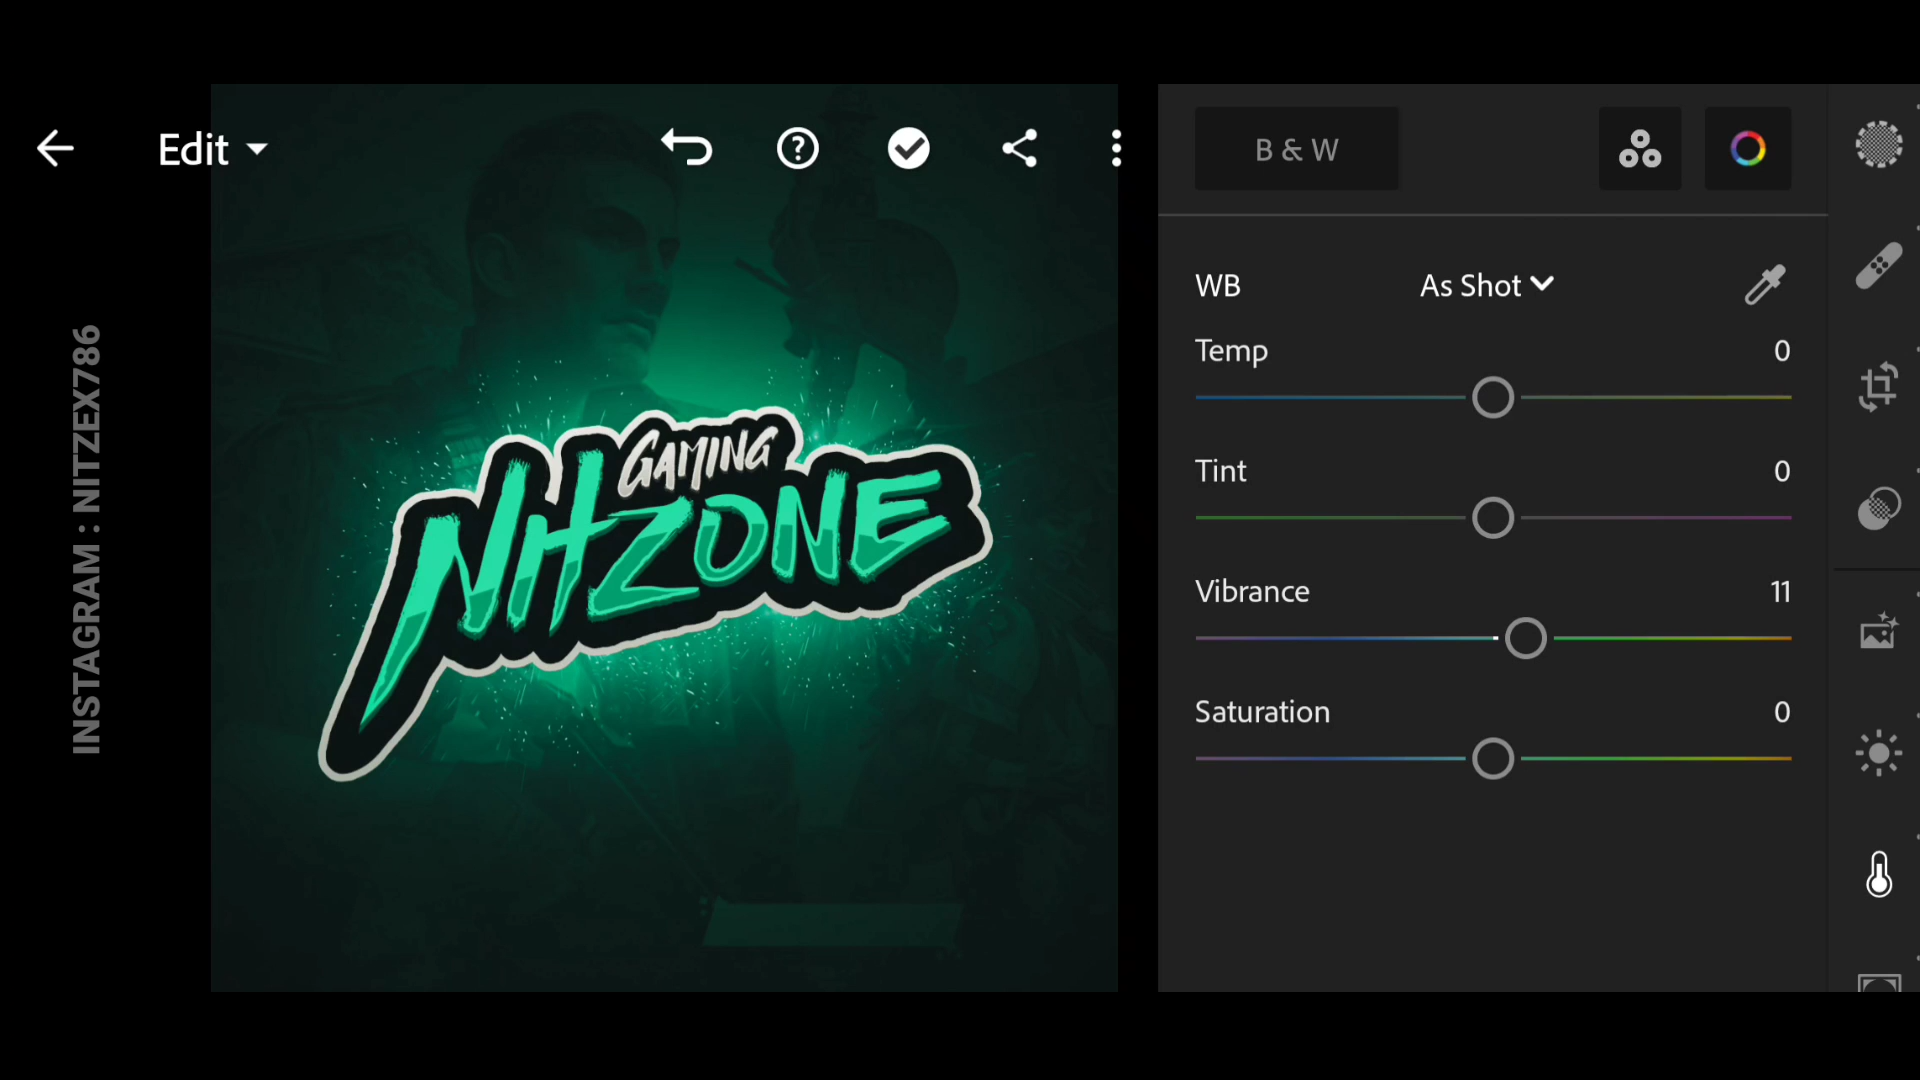 Edit
B & W
WB
As Shot
Temp
0
Tint
0
Vibrance
11
Saturation
0
GAMING
NITZONE
INSTAGRAM : NITZEX786